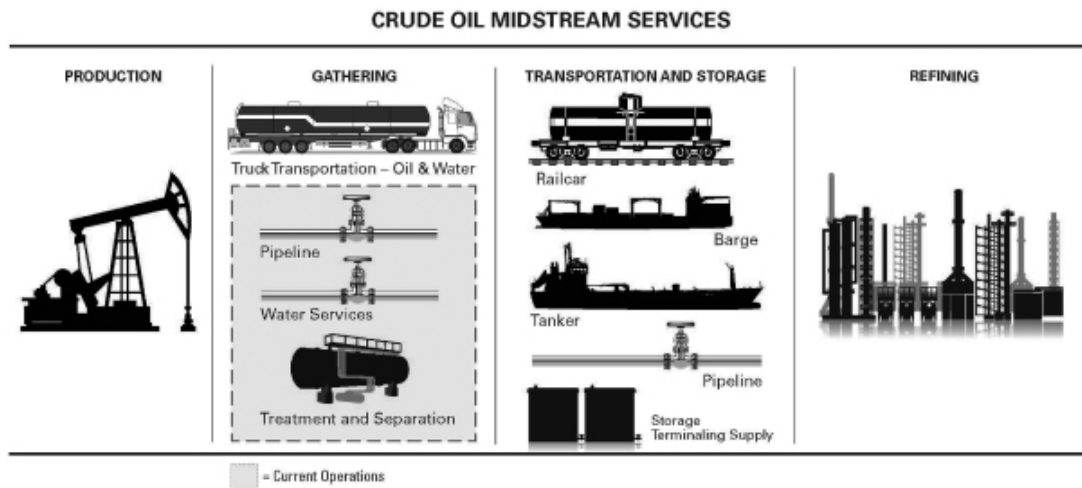 CRUDE OIL MIDSTREAM SERVICES
PRODUCTION
GATHERING
Truck Transportation – Oil & Water
Pipeline
Water Services
Treatment and Separation
TRANSPORTATION AND STORAGE
Railcar
Barge
Tanker
Pipeline
Storage
Terminaling Supply
REFINING
= Current Operations